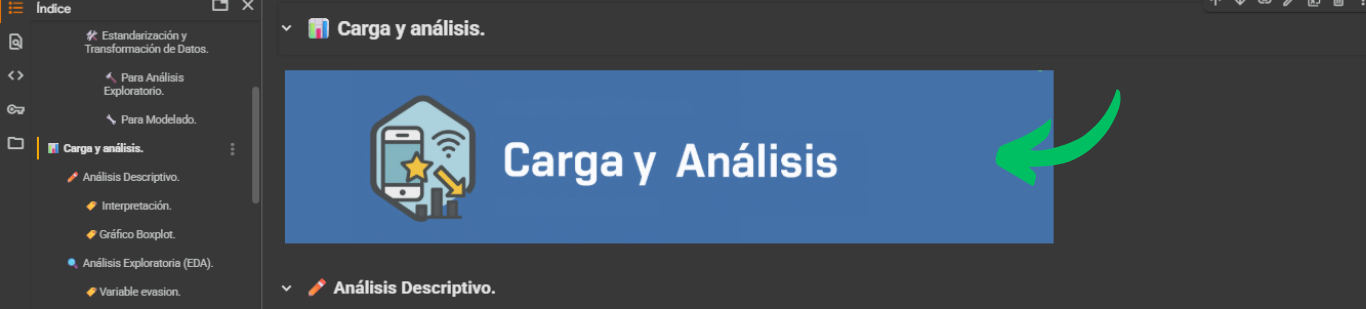 Índice
Estandarización y
Transformación de Datos.
Para Análisis
Exploratorio.
Para Modelado.
Carga y análisis.
Análisis Descriptivo.
Interpretación.
Gráfico Boxplot.
Análisis Exploratoria (EDA).
Variable evasion.
Carga y análisis.
Carga y Análisis
Análisis Descriptivo.